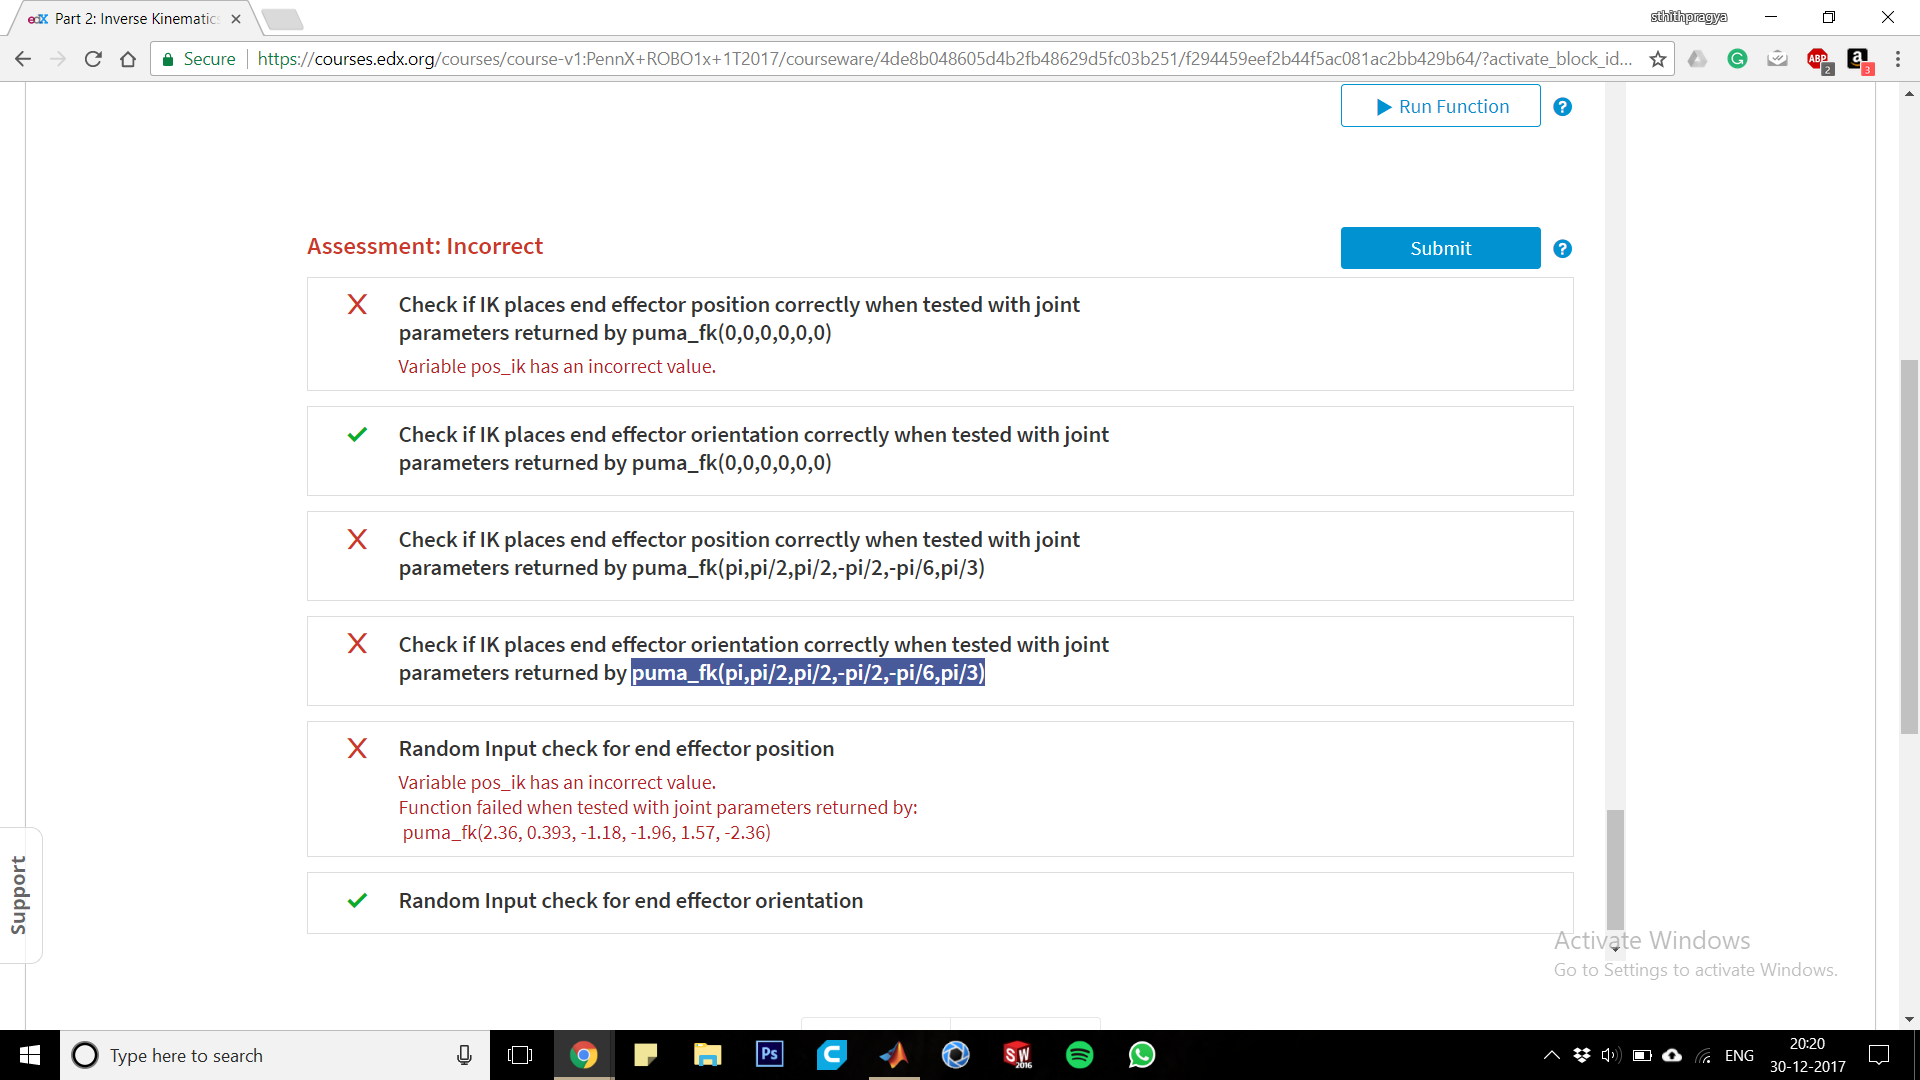 edX Part 2: Inverse Kinematics
sthithpragya
Secure https://courses.edx.org/courses/course-v1:PennX+ROBO1x+1T2017/courseware/4de8b048605d4b2fb48629d5fc03b251/f294459eef2b44f5ac081ac2bb429b64/?activate_block_id...
ABP 2 a 3
Run Function ?
Assessment: Incorrect
Submit ?
Check if IK places end effector position correctly when tested with joint
parameters returned by puma_fk(0,0,0,0,0,0)
Variable pos_ik has an incorrect value.
Check if IK places end effector orientation correctly when tested with joint
parameters returned by puma_fk(0,0,0,0,0,0)
Check if IK places end effector position correctly when tested with joint
parameters returned by puma_fk(pi,pi/2,pi/2,-pi/2,-pi/6,pi/3)
Check if IK places end effector orientation correctly when tested with joint
parameters returned by puma_fk(pi,pi/2,pi/2,-pi/2,-pi/6,pi/3)
Random Input check for end effector position
Variable pos_ik has an incorrect value.
Function failed when tested with joint parameters returned by:
puma_fk(2.36, 0.393, -1.18, -1.96, 1.57, -2.36)
Random Input check for end effector orientation
Support
Activate Windows
Go to Settings to activate Windows.
Type here to search
Ps
SW 2016
ENG
20:20
30-12-2017